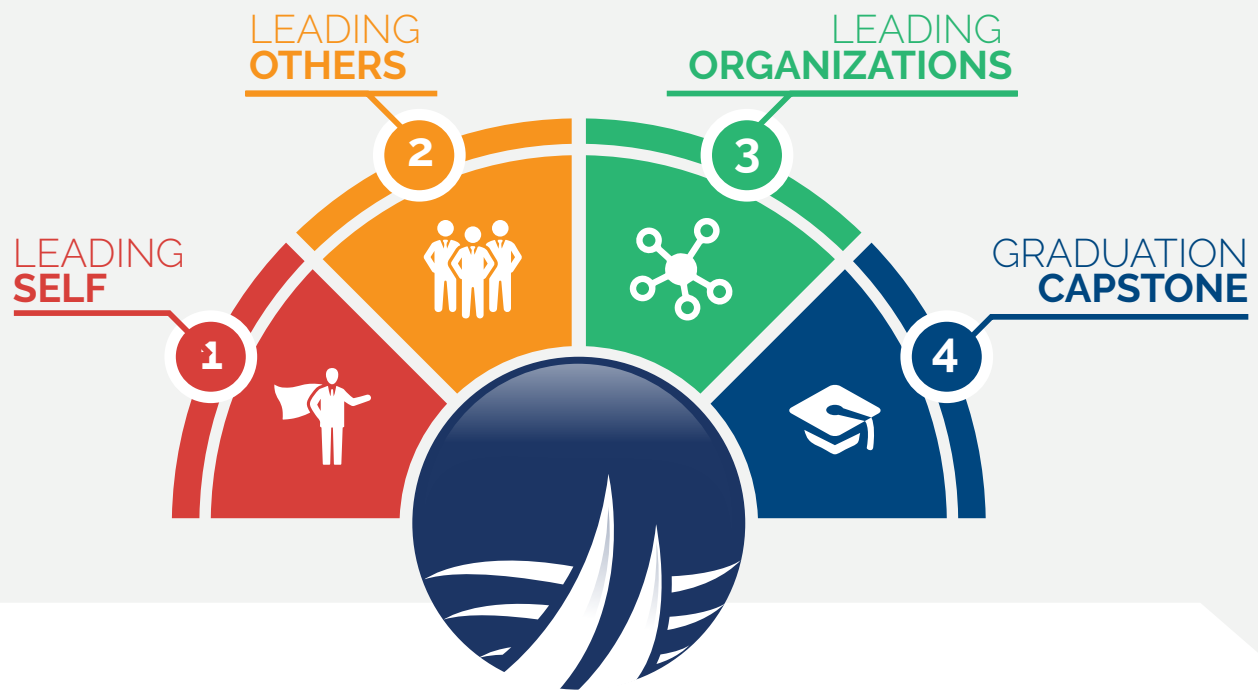 LEADING
SELF
1
LEADING
OTHERS
2
LEADING
ORGANIZATIONS
3
GRADUATION
CAPSTONE
4